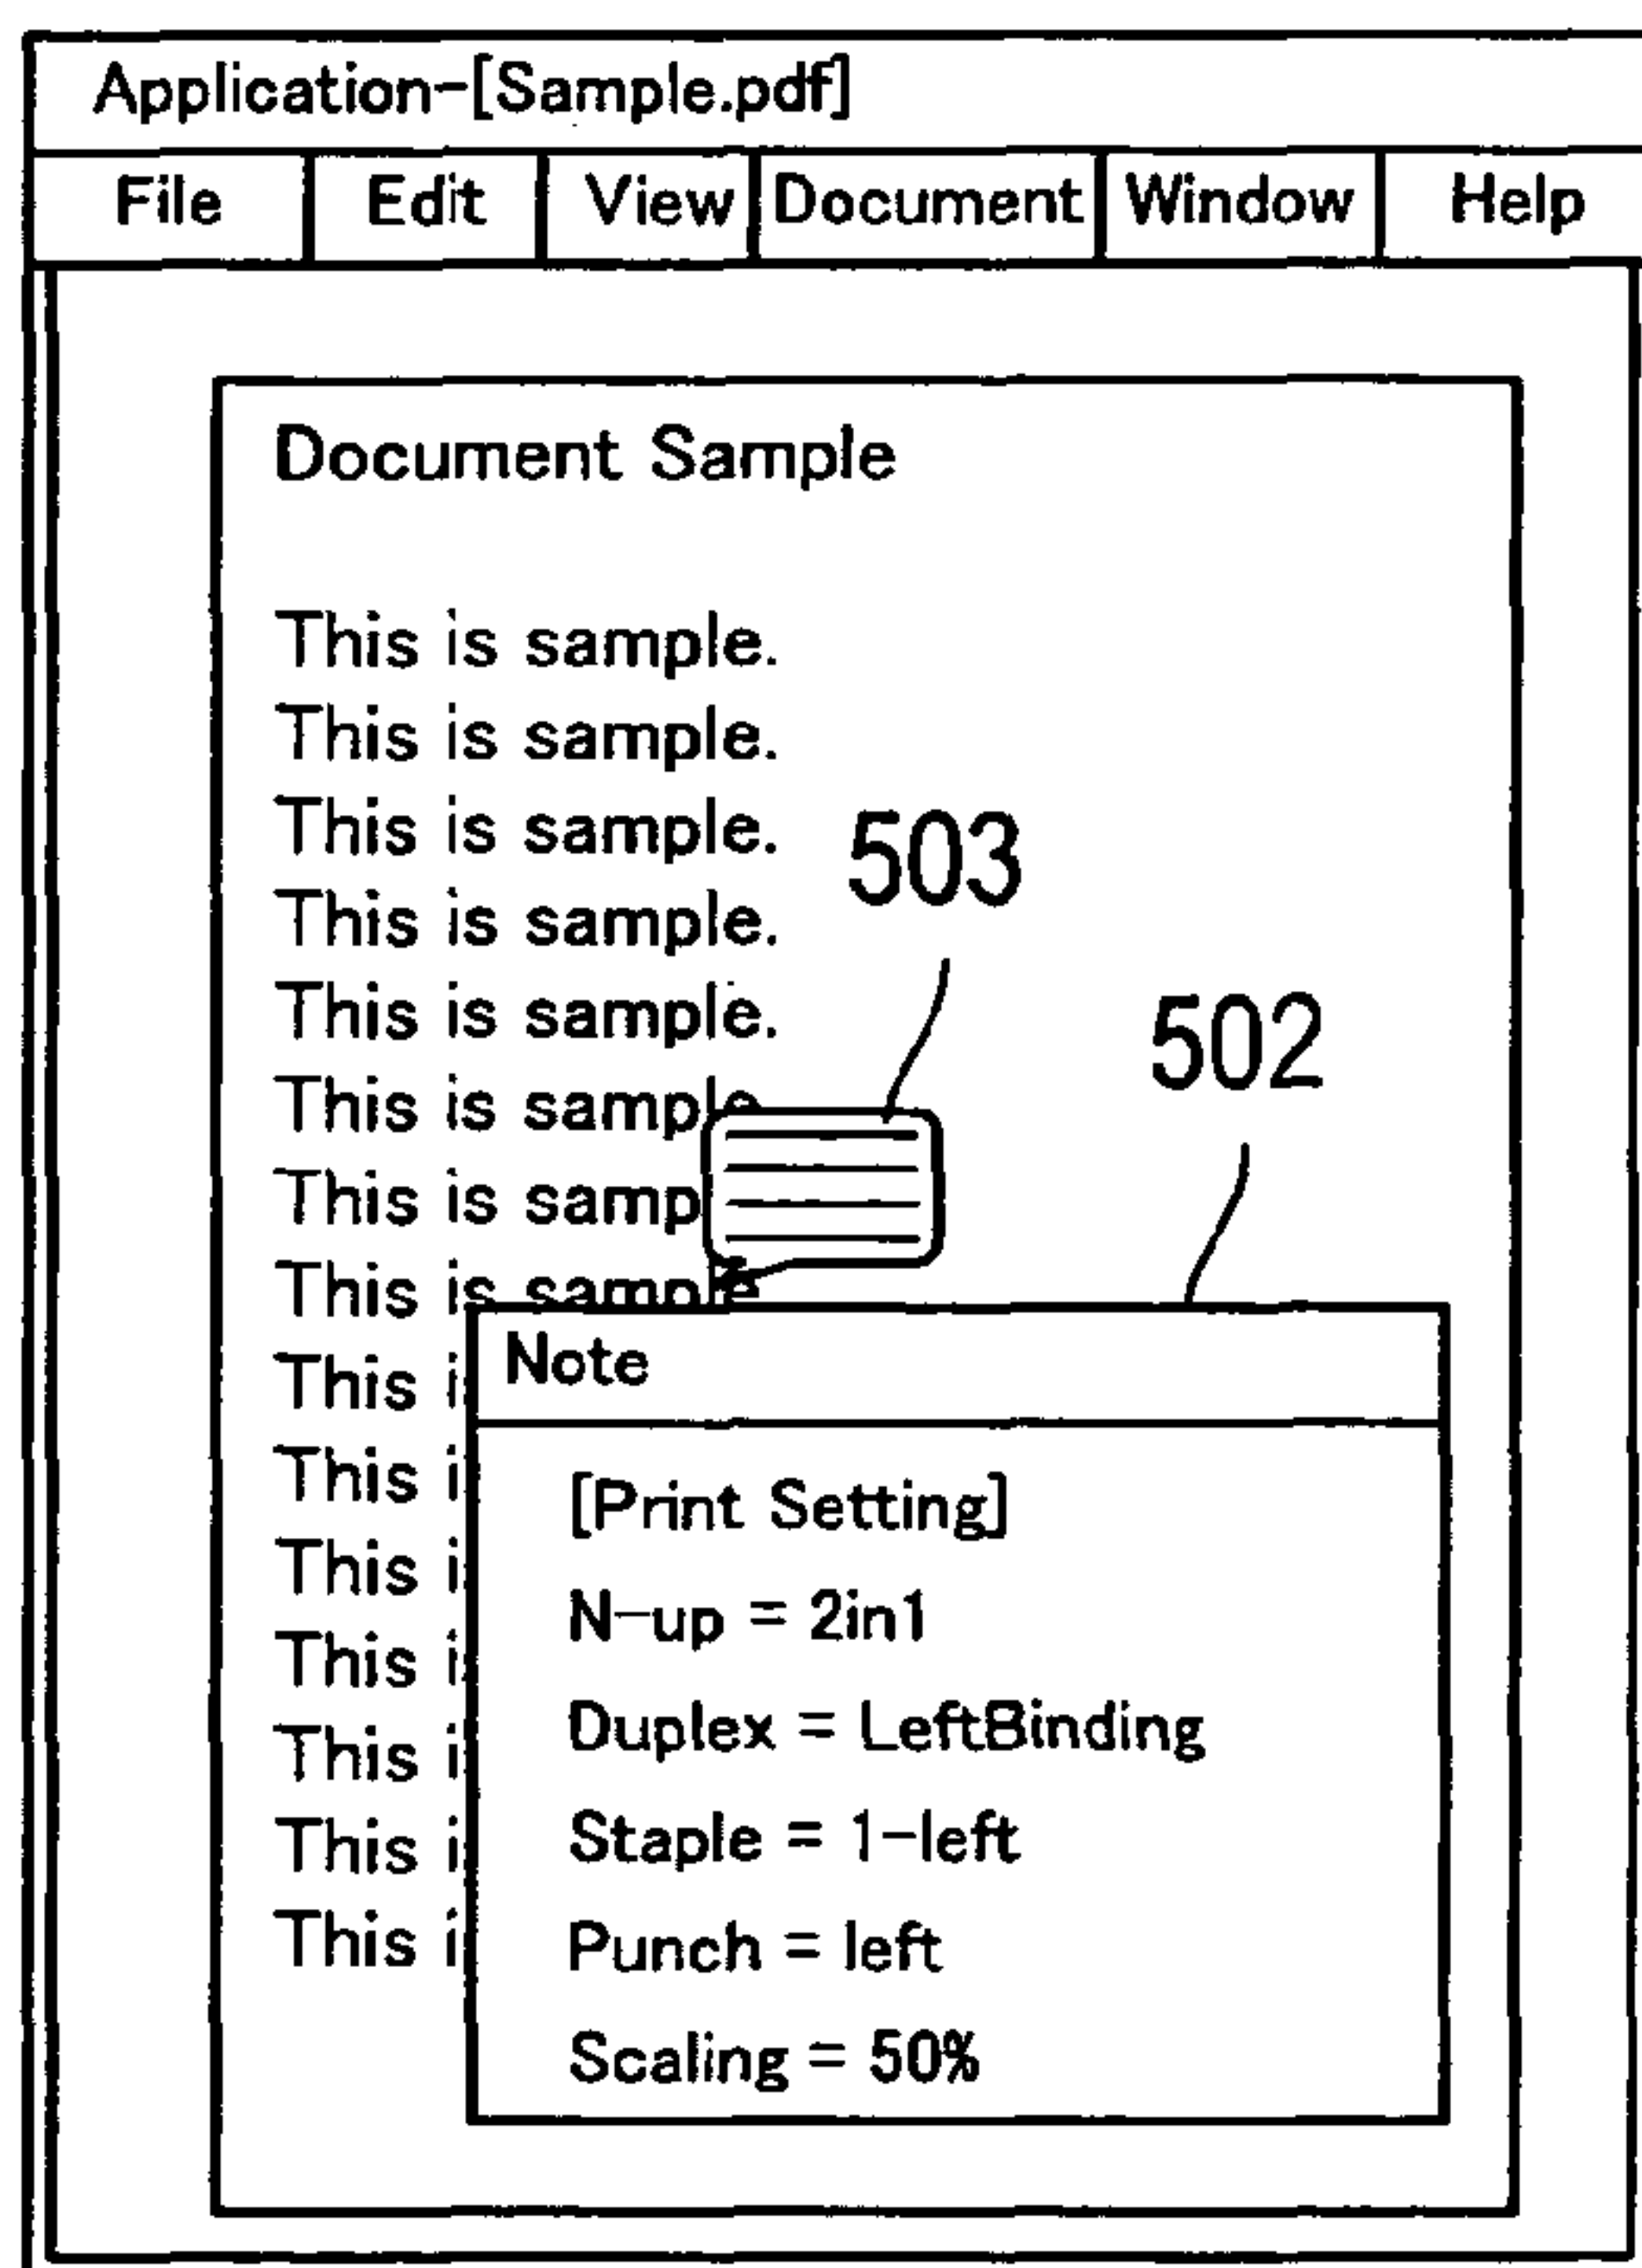 Application-[Sample.pdf]
File Edit View Document Window Help
Document Sample
This is sample.
This is sample.
This is sample.
503
This is sample.
This is sample.
502
This is sample
This is samp
This is sample
This i
This i
This i
This i
This i
This i
This i
Note
[Print Setting]
N-up = 2in1
Duplex = LeftBinding
Staple = 1-left
Punch = left
Scaling = 50%